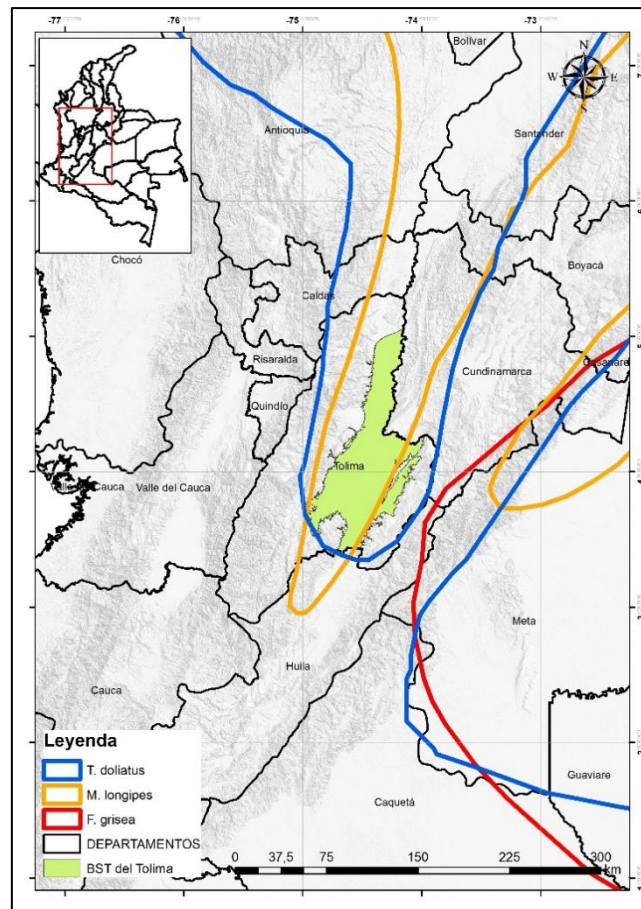 -77
-76
-75
-74
-73
Bolívar
N
W
E
S
Antioquia
Santander
Chocó
Boyacá
Caldas
Risaralda
Cundinamarca
Casanare
Quindío
Tolima
Valle del Cauca
Valle del Cauca
Meta
Huila
Cauca
Guaviare
Caquetá
Leyenda
T. doliatus
M. longipes
F. grisea
DEPARTAMENTOS
BST del Tolima
0 37,5 75 150 225 300
km